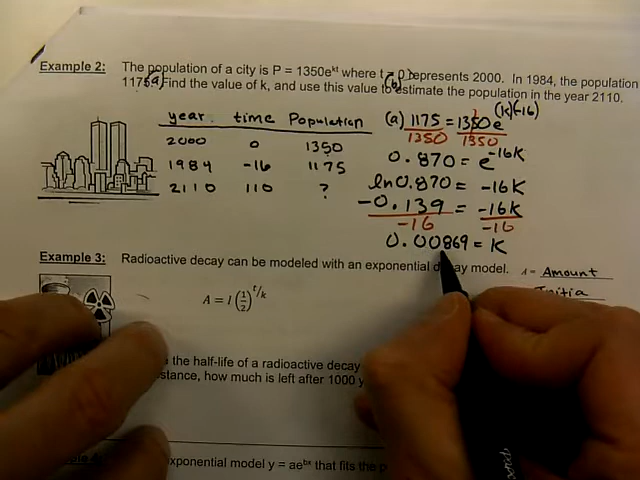 Example 2: The population of a city is P = 1350e^kt where t = 0 represents 2000. In 1984, the population
1175. (a) Find the value of k, and use this value to (b) estimate the population in the year 2110.
year time Population
2000 0 1350
1984 -16 1175
2110 110 ?
(a) 1175 = 1350e^(k)(-16)
1350 1350
0.870 = e^-16K
ln 0.870 = -16K
-0.139 = -16K
-16 -16
0.00869 = K
Example 3: Radioactive decay can be modeled with an exponential decay model. A = Amount
Initia
A = I(1/2)^t/k
the half-life of a radioactive decay
stance, how much is left after 1000 y
exponential model y = ae^bx that fits the p